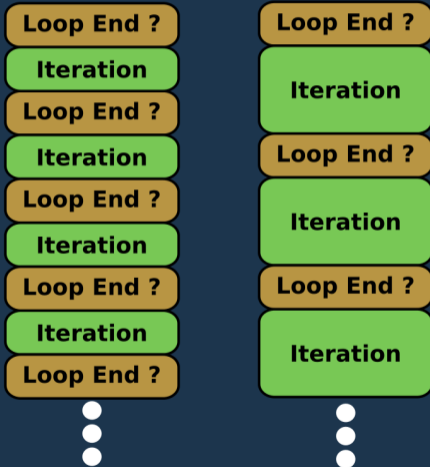 Loop End ?
Iteration
Loop End ?
Iteration
Loop End ?
Iteration
Loop End ?
Iteration
Loop End ?
Loop End ?
Iteration
Loop End ?
Iteration
Loop End ?
Iteration